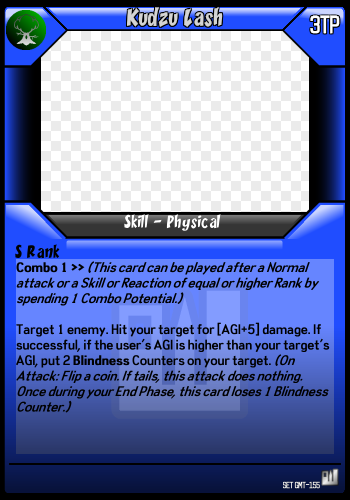 Kudzu Lash
3TP
Skill - Physical
S Rank
Combo 1 >> (This card can be played after a Normal
attack or a Skill or Reaction of equal or higher Rank by
spending 1 Combo Potential.)
Target 1 enemy. Hit your target for [AGI+5] damage. If
successful, if the user's AGI is higher than your target's
AGI, put 2 Blindness Counters on your target. (On
Attack: Flip a coin. If tails, this attack does nothing.
Once during your End Phase, this card loses 1 Blindness
Counter.)
SET GMT-155